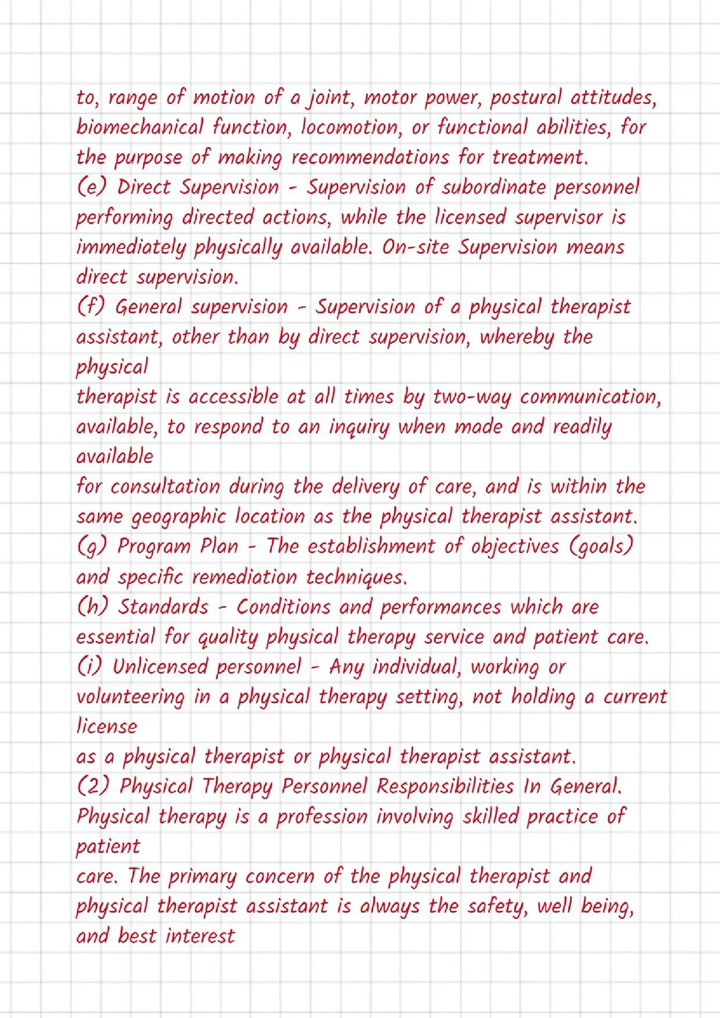 to, range of motion of a joint, motor power, postural attitudes,
biomechanical function, locomotion, or functional abilities, for
the purpose of making recommendations for treatment.
(e) Direct Supervision - Supervision of subordinate personnel
performing directed actions, while the licensed supervisor is
immediately physically available. On-site Supervision means
direct supervision.
(f) General supervision - Supervision of a physical therapist
assistant, other than by direct supervision, whereby the
physical
therapist is accessible at all times by two-way communication,
available, to respond to an inquiry when made and readily
available
for consultation during the delivery of care, and is within the
same geographic location as the physical therapist assistant.
(g) Program Plan - The establishment of objectives (goals)
and specific remediation techniques.
(h) Standards - Conditions and performances which are
essential for quality physical therapy service and patient care.
(i) Unlicensed personnel - Any individual, working or
volunteering in a physical therapy setting, not holding a current
license
as a physical therapist or physical therapist assistant.
(2) Physical Therapy Personnel Responsibilities In General.
Physical therapy is a profession involving skilled practice of
patient
care. The primary concern of the physical therapist and
physical therapist assistant is always the safety, well being,
and best interest